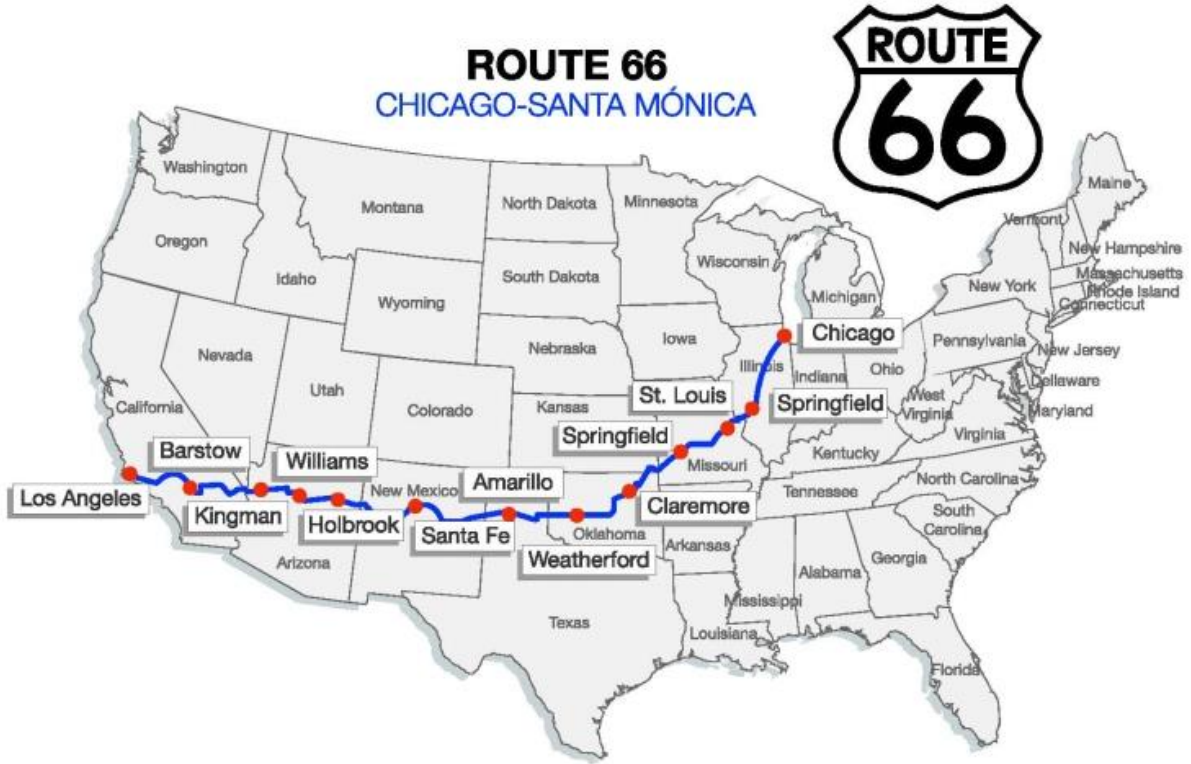 ROUTE 66
CHICAGO-SANTA MÓNICA
ROUTE
66
Washington
Montana
North Dakota
Minnesota
Maine
Vermont
New Hampshire
Massachusetts
Rhode Island
Connecticut
Oregon
Idaho
South Dakota
Wisconsin
Michigan
New York
Wyoming
Nebraska
Iowa
Chicago
Pennsylvania
New Jersey
Nevada
Utah
Colorado
Illinois
Indiana
Ohio
Delaware
Maryland
California
Kansas
St. Louis
Springfield
West
Virginia
Virginia
Springfield
Missouri
Kentucky
Barstow
Williams
New Mexico
Amarillo
Claremore
Tennessee
North Carolina
Los Angeles
Kingman
Holbrook
Santa Fe
Oklahoma
South
Carolina
Weatherford
Arkansas
Arizona
Alabama
Georgia
Mississippi
Texas
Louisiana
Florida